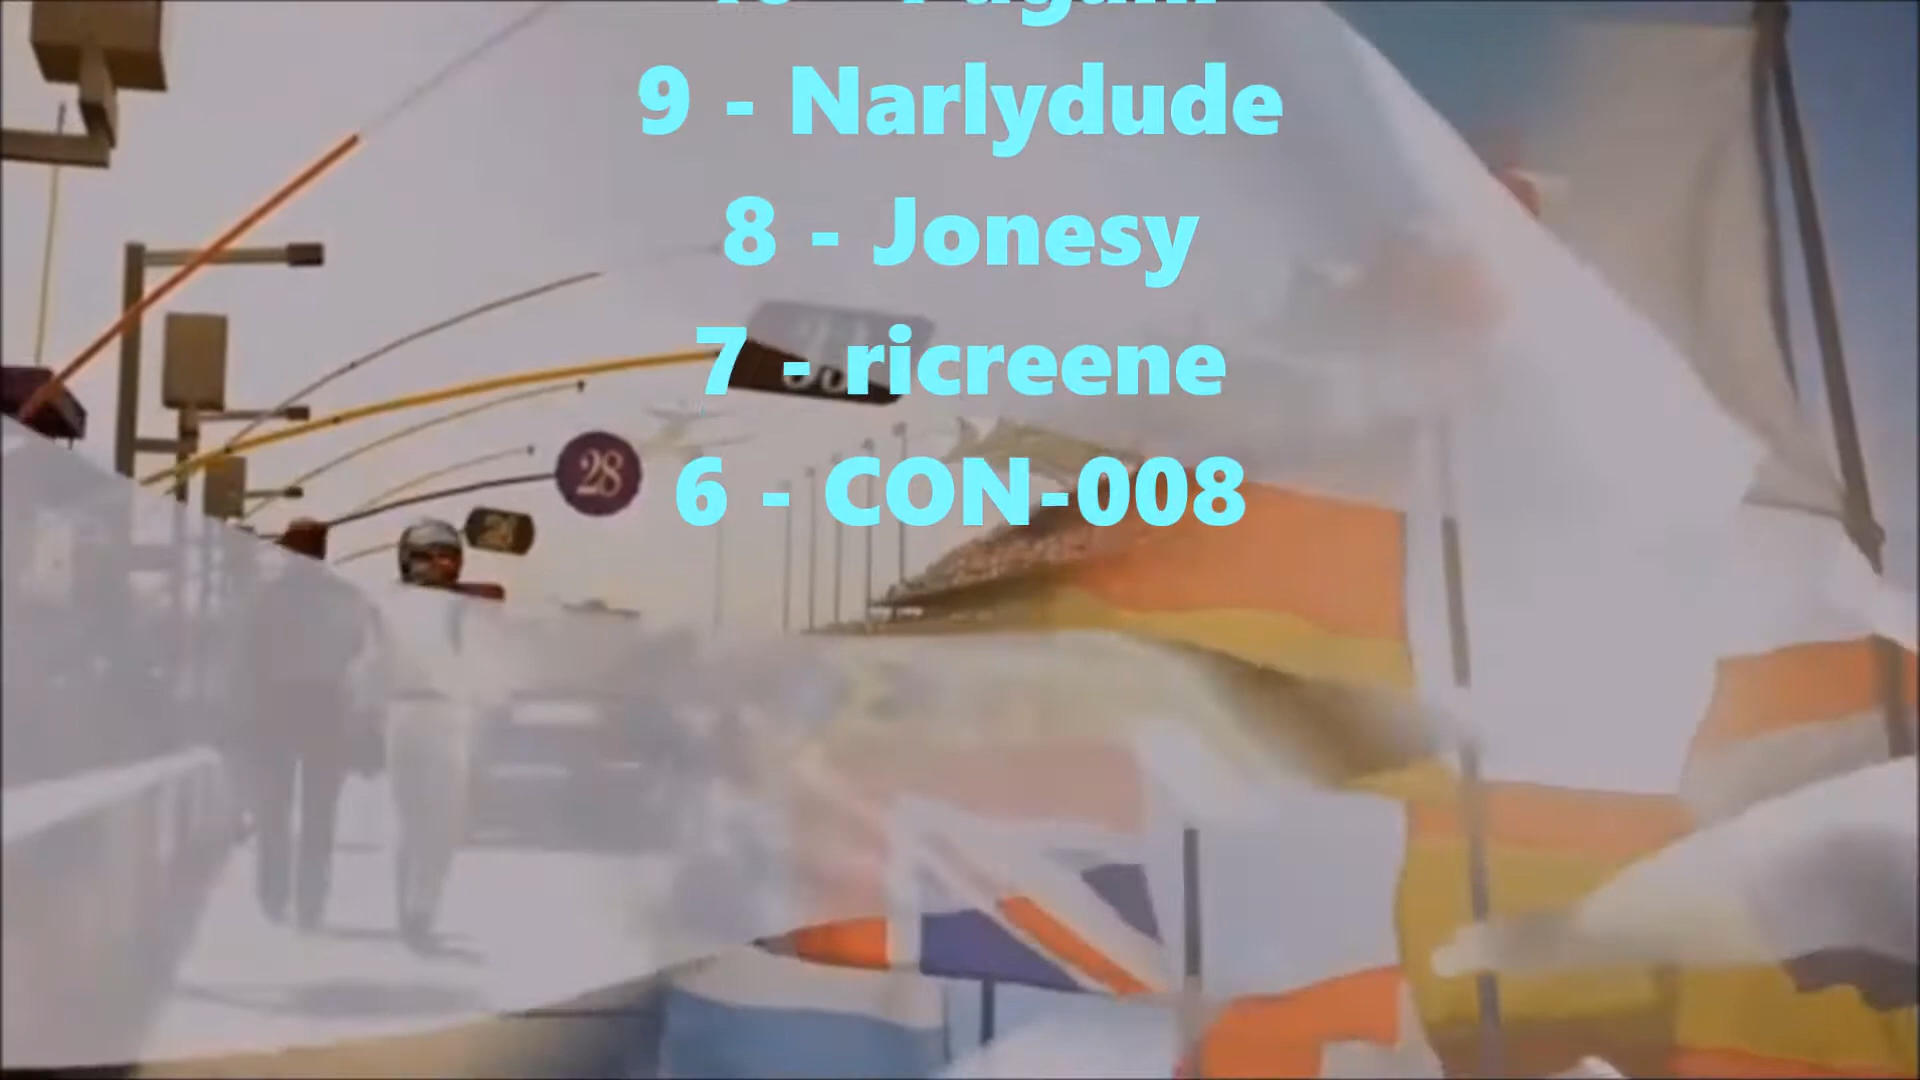 9 - Narlydude
8 - Jonesy
7 - ricreene
6 - CON-008
28